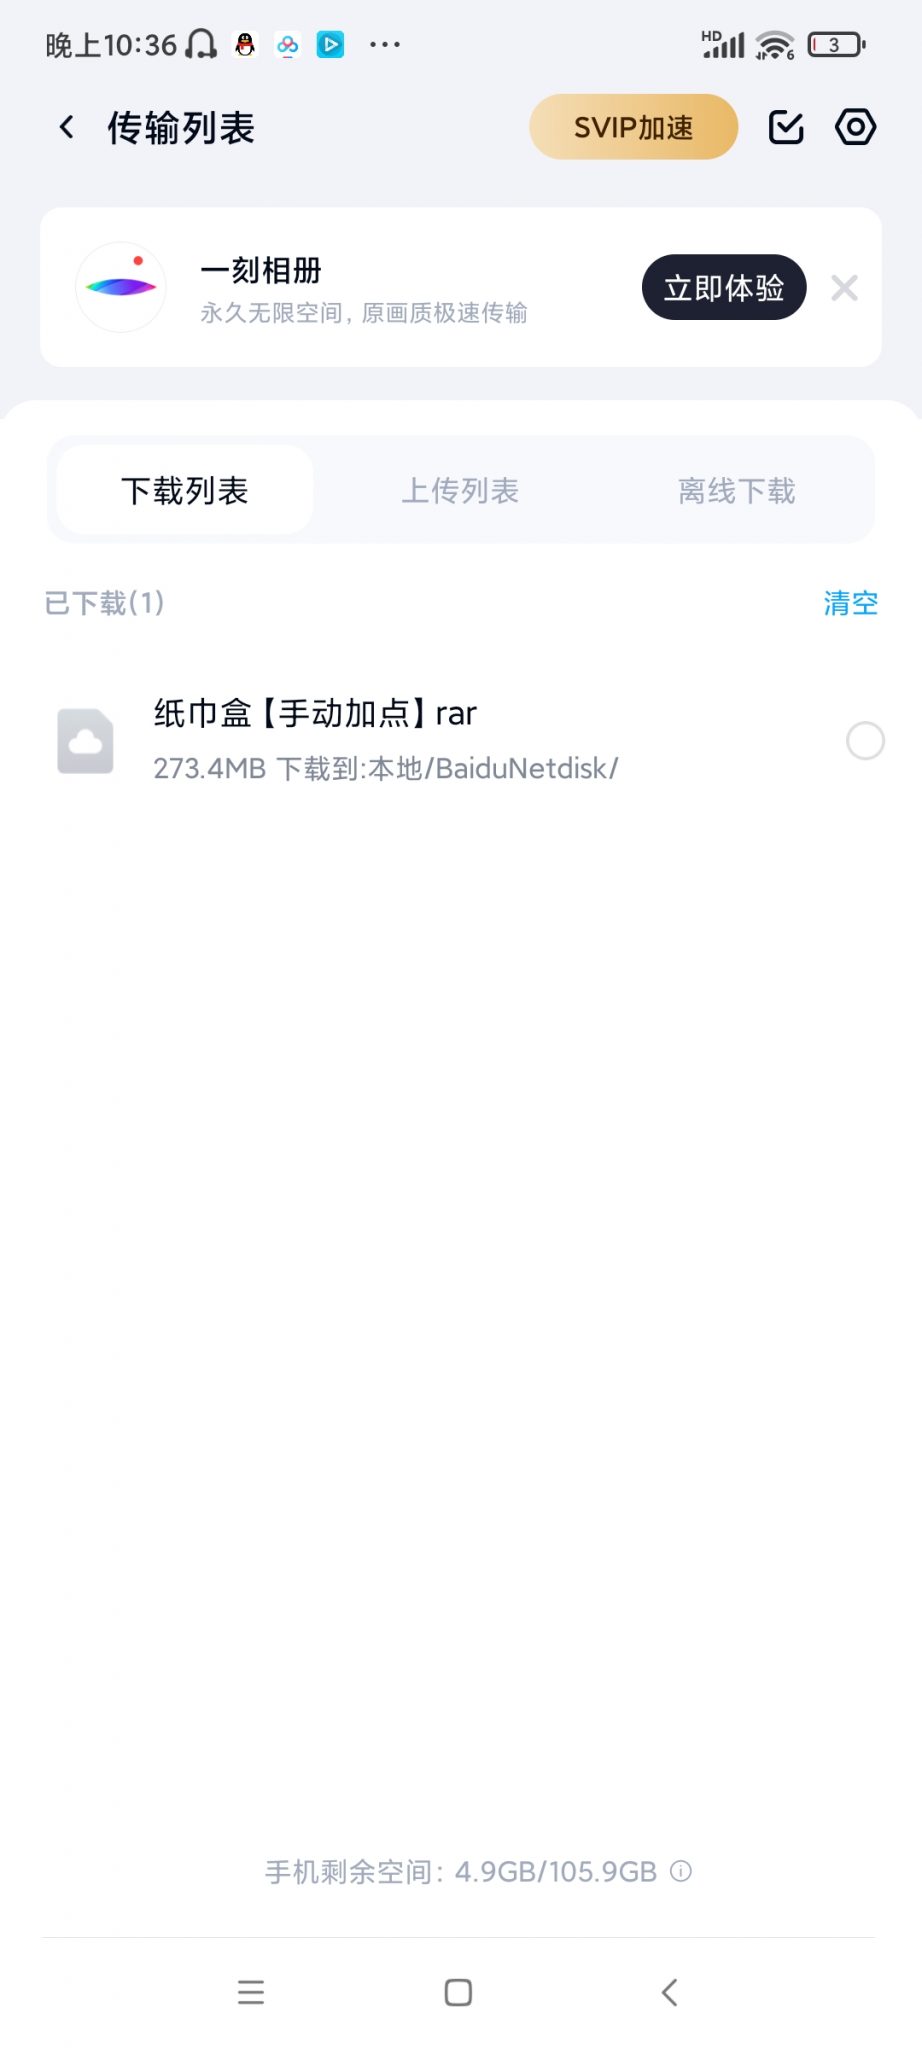 晚上10:36
HD
6
3
传输列表
SVIP加速
一刻相册
永久无限空间，原画质极速传输
立即体验
下载列表
上传列表
离线下载
已下载(1)
清空
纸巾盒【手动加点】rar
273.4MB 下载到:本地/BaiduNetdisk/
手机剩余空间：4.9GB/105.9GB